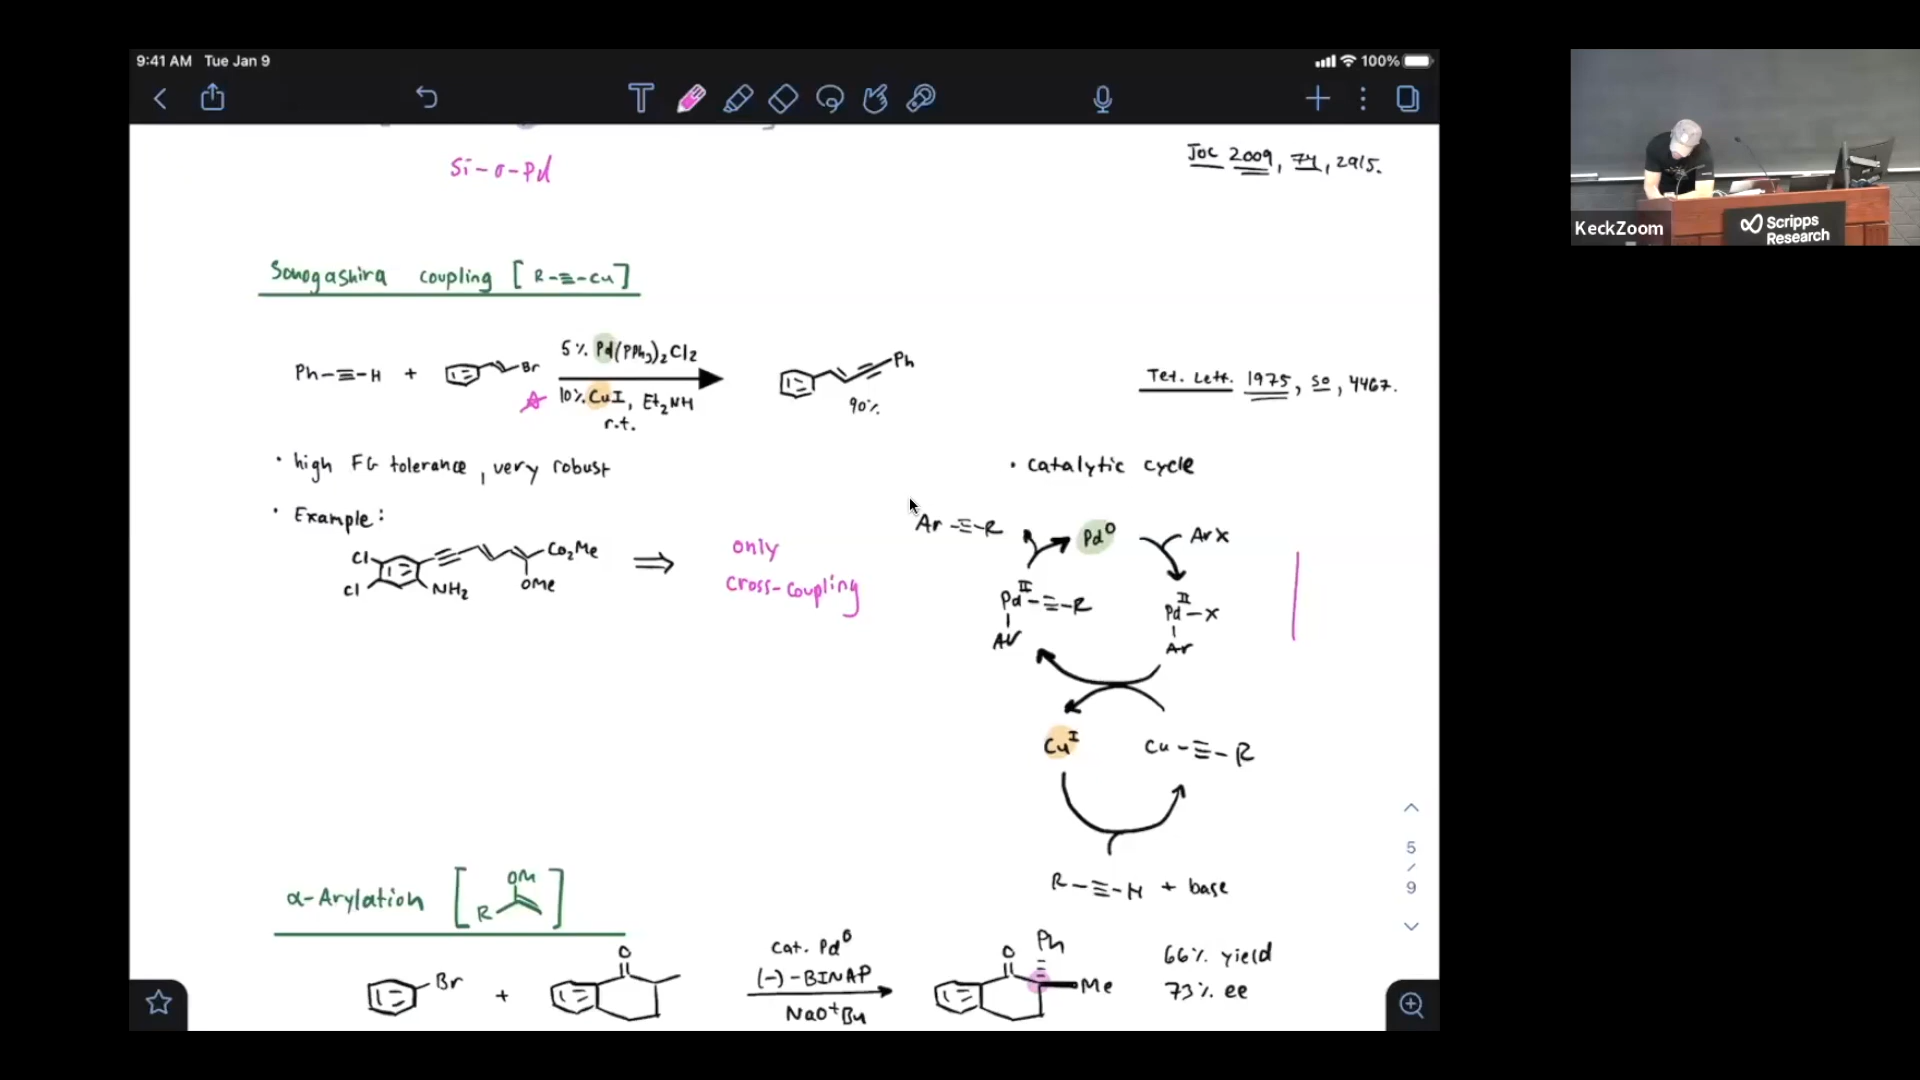 9:41 AM Tue Jan 9
100%
Si-O-Pd
JOC 2009, 74, 2915.
KeckZoom
Scripps
Research
Sonogashira coupling [R-≡-Cu]
Ph-≡-H + Br
5% Pd(PPh3)2Cl2
10% CuI, Et2NH
r.t.
Ph
90%
Tet. Lett. 1975, 50, 4467.
• high FG tolerance, very robust
• catalytic cycle
• Example:
Cl
Cl
NH2
CO2Me
OMe
⇒
only
cross-coupling
Ar-≡-R
Pd0
ArX
PdII-≡-R
Ar
PdII-X
Ar
CuI
Cu-≡-R
R-≡-H + base
α-Arylation [R OM]
Br
+
O
cat. Pd0
(-)-BINAP
NaOtBu
O
Ph
Me
66% yield
73% ee
5
/
9